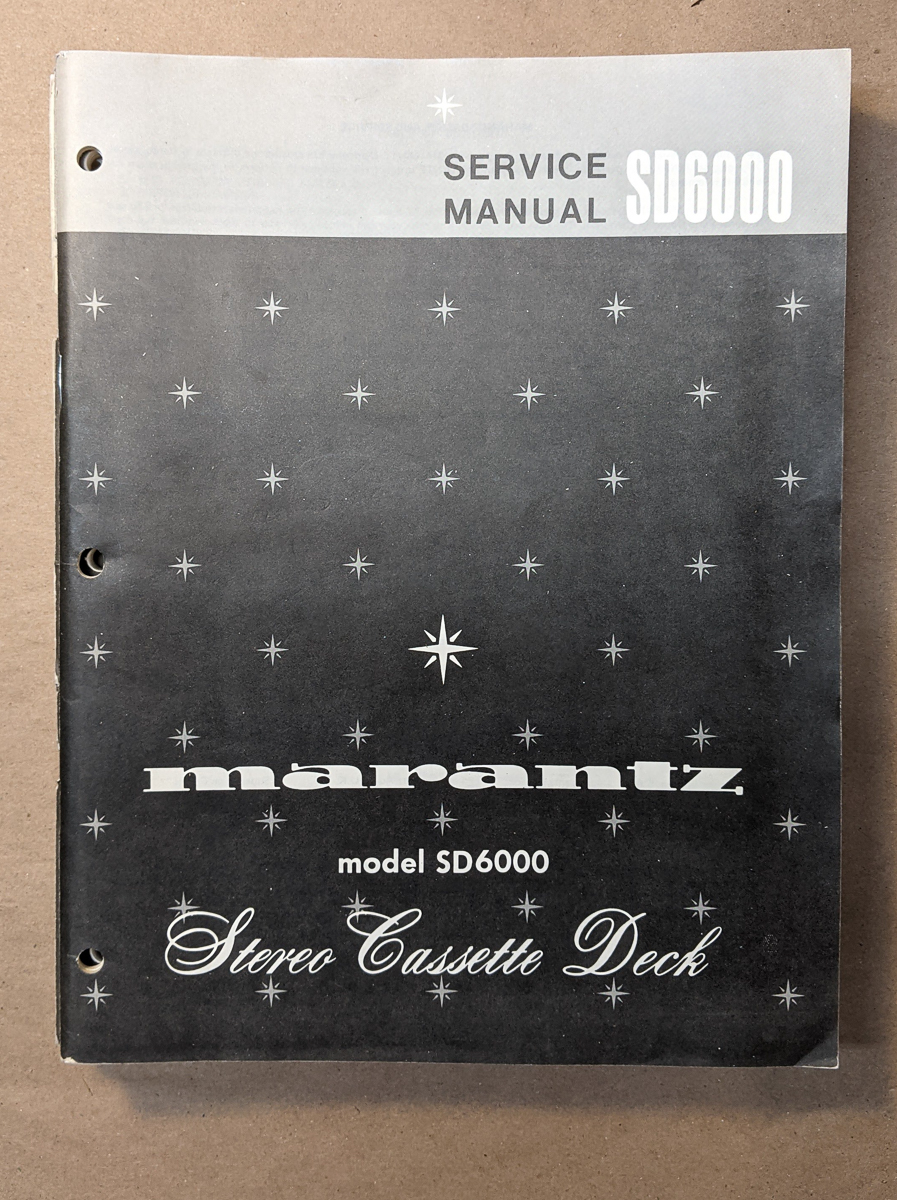 SERVICE
MANUAL SD6000
marantz
model SD6000
Stereo Cassette Deck